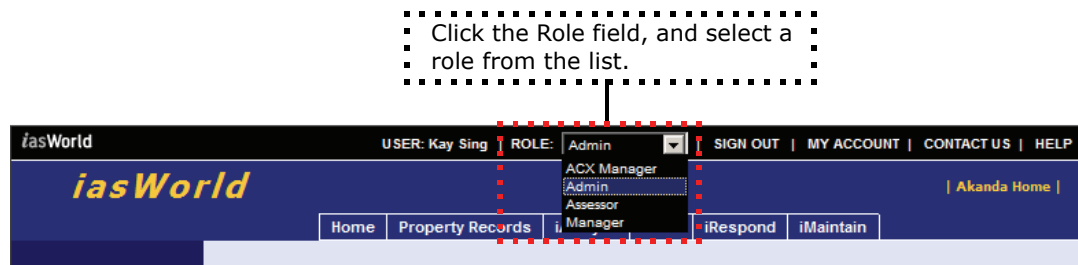 Click the Role field, and select a
role from the list.
iasWorld
USER: Kay Sing | ROLE: Admin | SIGN OUT | MY ACCOUNT | CONTACT US | HELP
ACX Manager
Admin
Assessor
Manager
iasWorld
| Akanda Home |
Home Property Records iRespond iMaintain